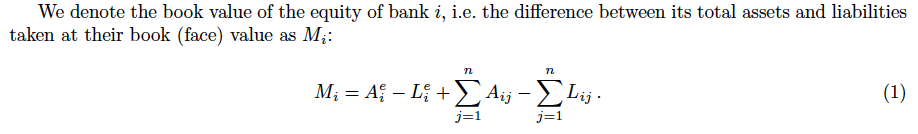 We denote the book value of the equity of bank i, i.e. the difference between its total assets and liabilities
taken at their book (face) value as M_i:
M_i = A_i^e − L_i^e + \sum_{j=1}^{n} A_{ij} − \sum_{j=1}^{n} L_{ij} . (1)